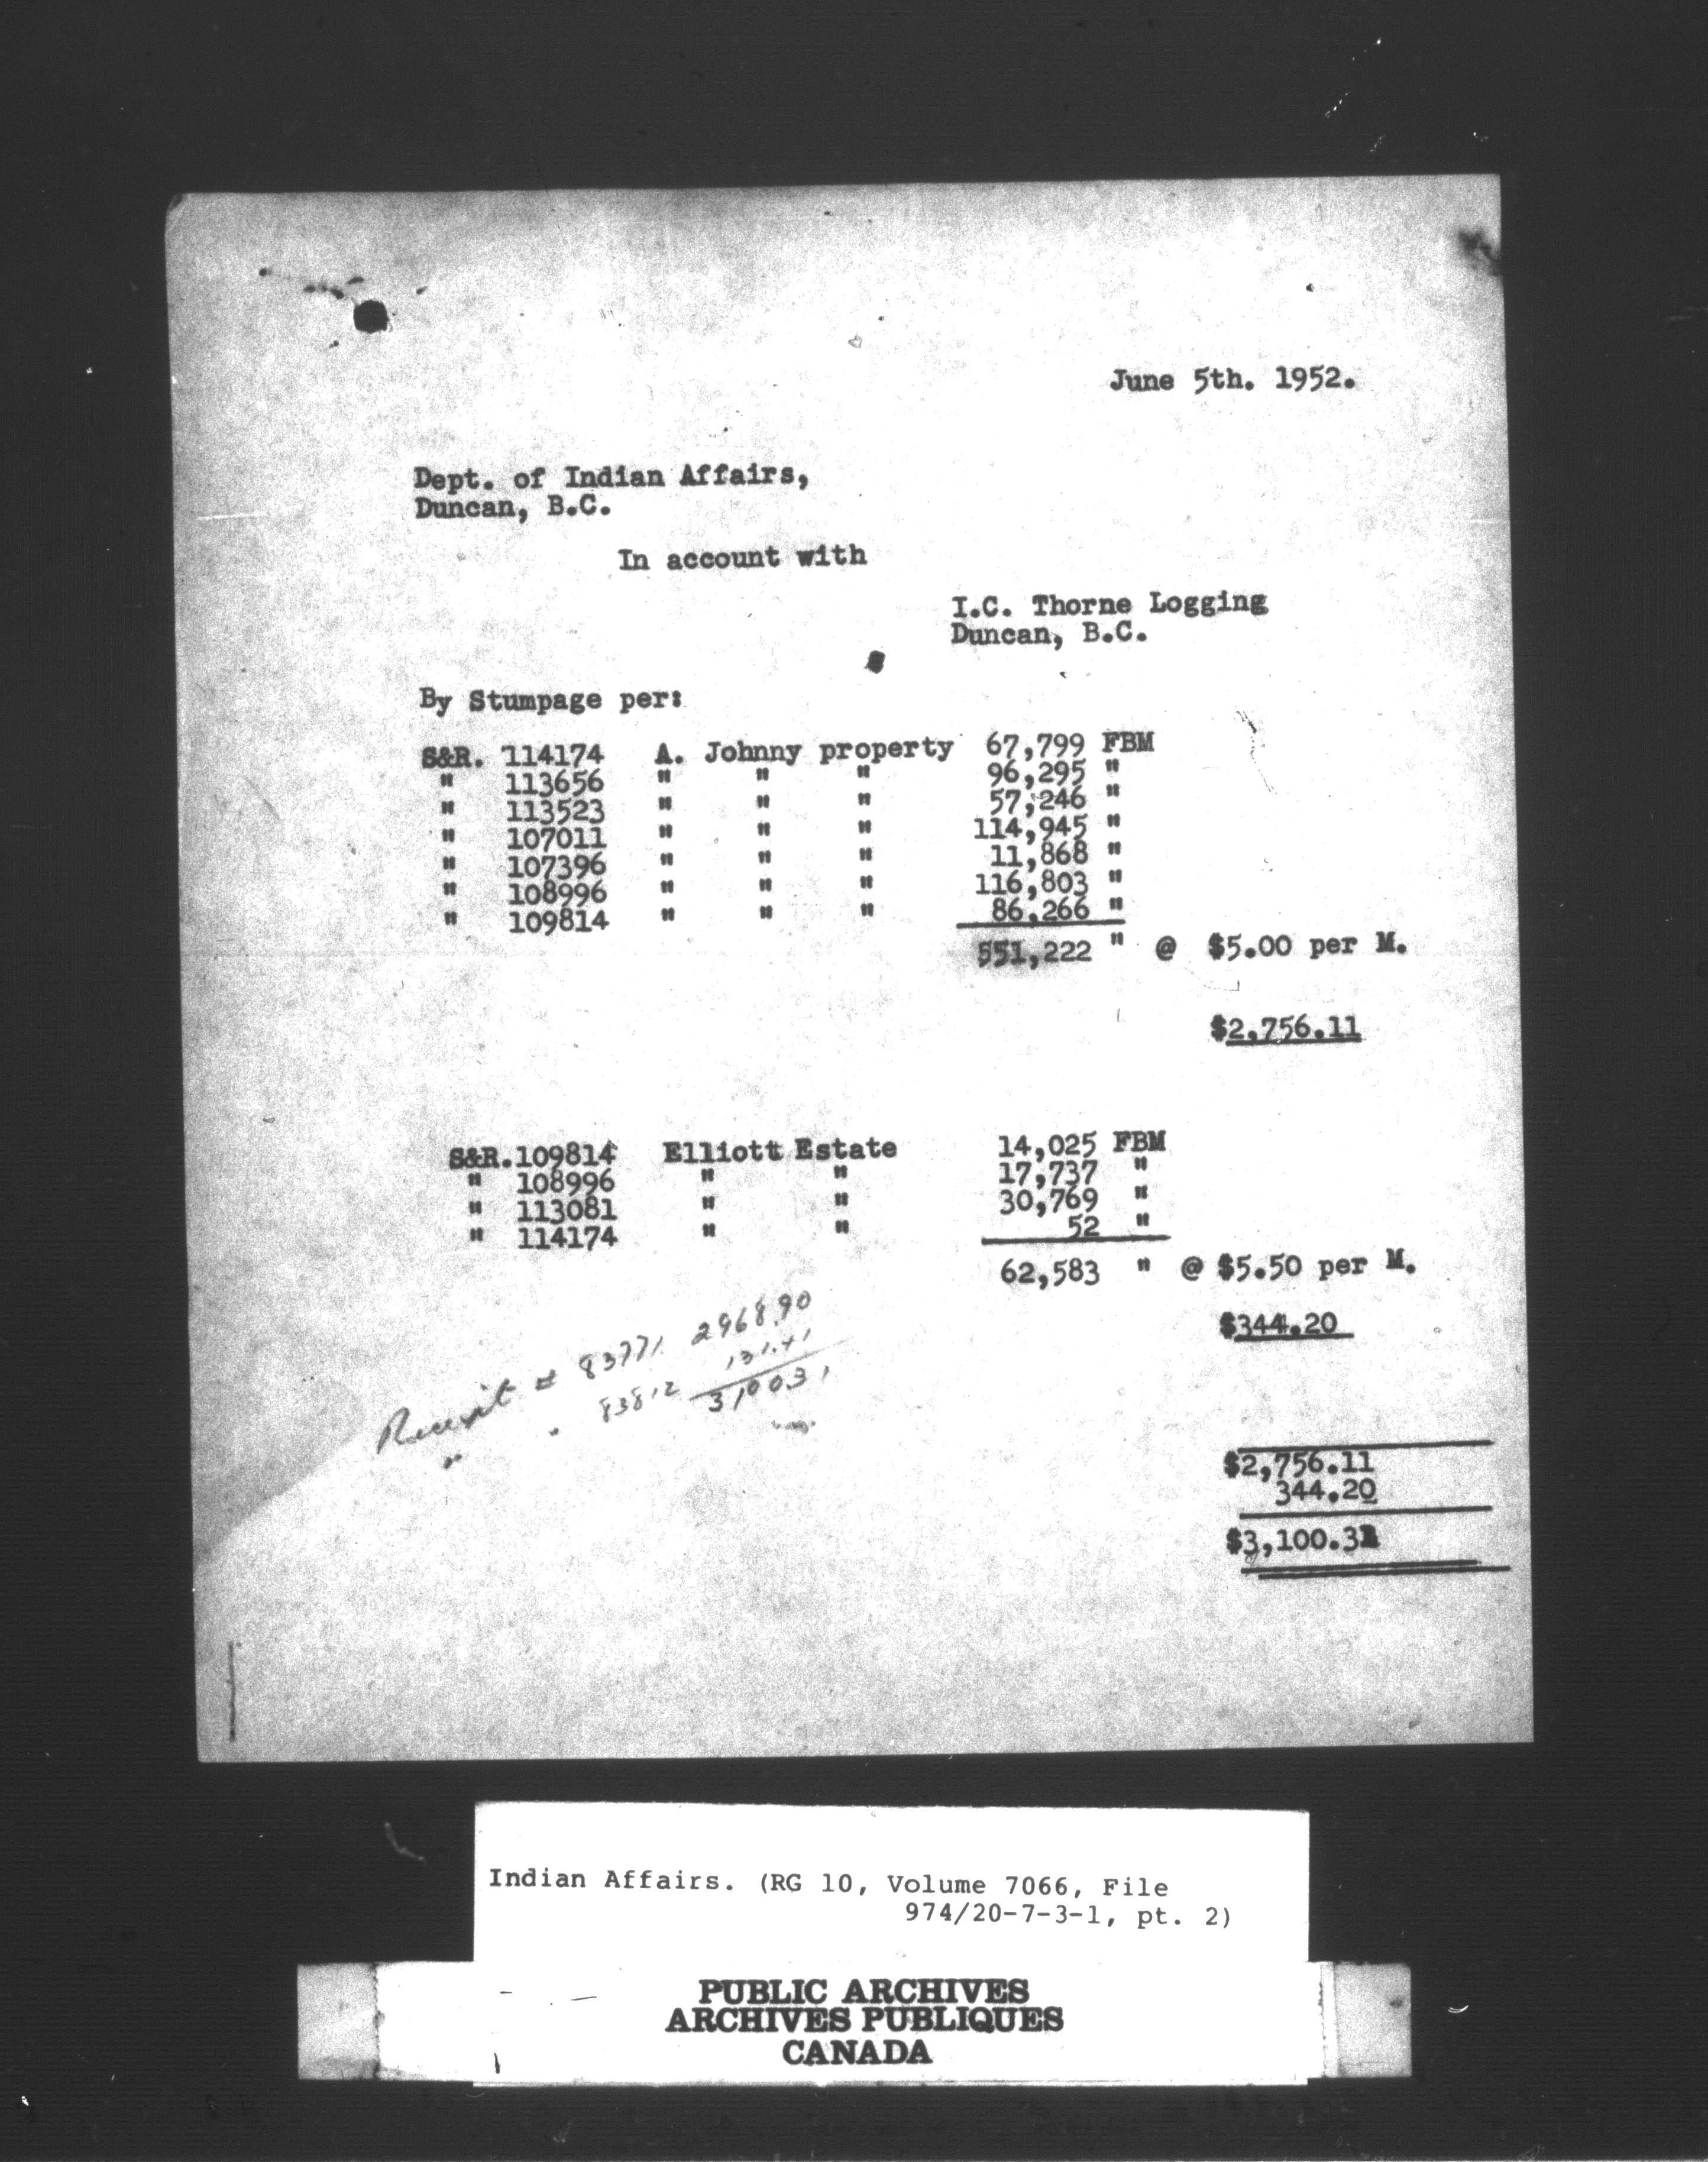 June 5th. 1952.
Dept. of Indian Affairs,
Duncan, B.C.
In account with
I.C. Thorne Logging
Duncan, B.C.
By Stumpage per:
S&R. 114174 A. Johnny property 67,799 FBM
" 113656 " " " 96,295 "
" 113523 " " " 57,246 "
" 107011 " " " 114,945 "
" 107396 " " " 11,868 "
" 108996 " " " 116,803 "
" 109814 " " " 86,266 "
551,222 " @ $5.00 per M.
$2,756.11
S&R. 109814 Elliott Estate 14,025 FBM
" 108996 " " 17,737 "
" 113081 " " 30,769 "
" 114174 " " 52 "
62,583 " @ $5.50 per M.
$344.20
Receipt # 83771 2968.90
" " 83812 131.41
310031
$2,756.11
344.20
$3,100.31
Indian Affairs. (RG 10, Volume 7066, File
974/20-7-3-1, pt. 2)
PUBLIC ARCHIVES
ARCHIVES PUBLIQUES
CANADA